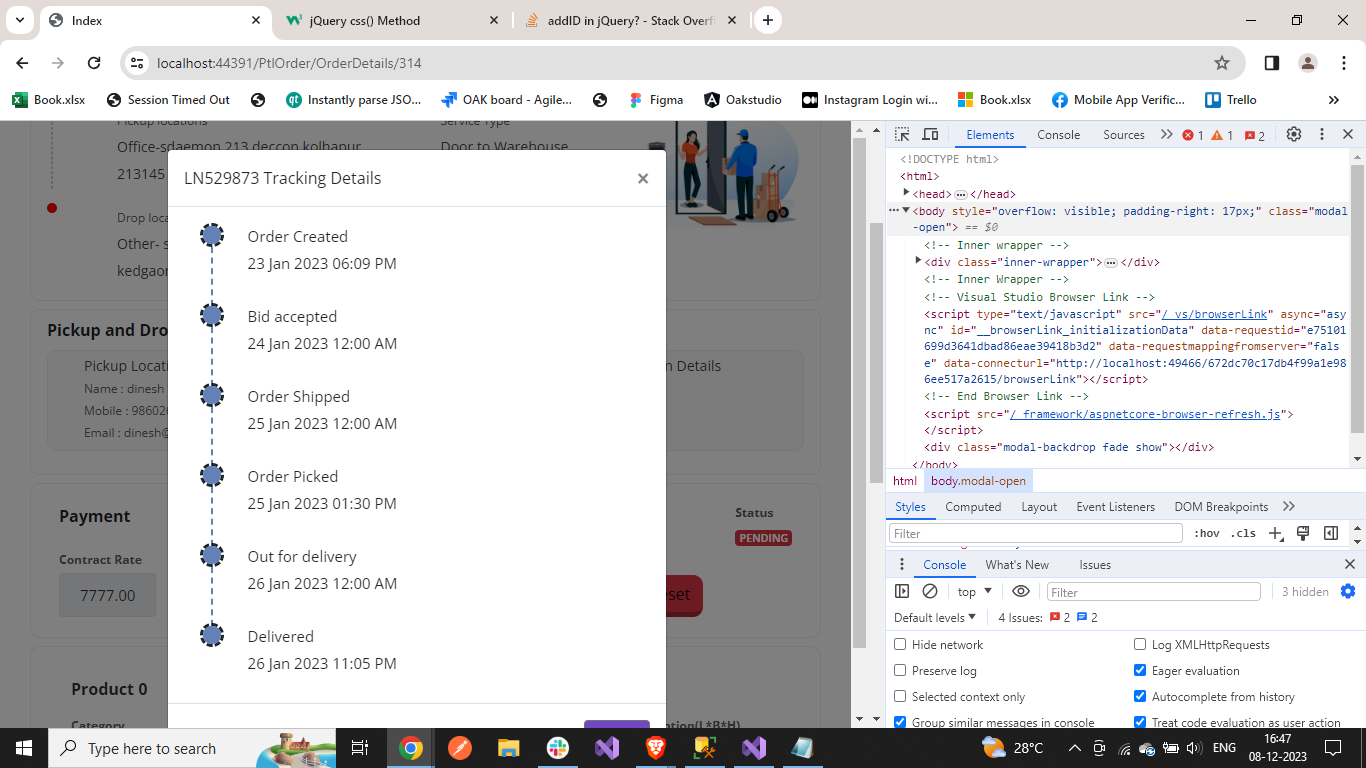 Index
jQuery css() Method
addID in jQuery? - Stack Overfl
localhost:44391/PtlOrder/OrderDetails/314
Book.xlsx
Session Timed Out
Instantly parse JSO...
OAK board - Agile...
Figma
Oakstudio
Instagram Login wi...
Book.xlsx
Mobile App Verific...
Trello
Pickup locations
Service Type
Office-sdaemon 213 deccon kolhapur
Door to Warehouse
213145
Drop loca
Other- s
kedgaon
LN529873 Tracking Details
Order Created
23 Jan 2023 06:09 PM
Bid accepted
24 Jan 2023 12:00 AM
Order Shipped
25 Jan 2023 12:00 AM
Order Picked
25 Jan 2023 01:30 PM
Out for delivery
26 Jan 2023 12:00 AM
Delivered
26 Jan 2023 11:05 PM
Pickup and Dro
Pickup Locati
n Details
Name : dinesh
Mobile : 98602
Email : dinesh@
Payment
Status
PENDING
Contract Rate
7777.00
set
Product 0
Category
tion(L*B*H)
Elements
Console
Sources
1
1
2
<!DOCTYPE html>
<html>
<head> </head>
<body style="overflow: visible; padding-right: 17px;" class="modal
-open"> == $0
<!-- Inner wrapper -->
<div class="inner-wrapper"> </div>
<!-- Inner Wrapper -->
<!-- Visual Studio Browser Link -->
<script type="text/javascript" src="/_vs/browserLink" async="asy
nc" id="__browserLink_initializationData" data-requestid="e75101
699d3641dbad86eae39418b3d2" data-requestmappingfromserver="fals
e" data-connecturl="http://localhost:49466/672dc70c17db4f99a1e98
6ee517a2615/browserLink"></script>
<!-- End Browser Link -->
<script src="/_framework/aspnetcore-browser-refresh.js">
</script>
<div class="modal-backdrop fade show"></div>
</body>
html
body.modal-open
Styles
Computed
Layout
Event Listeners
DOM Breakpoints
Filter
:hov
.cls
Console
What's New
Issues
top
Filter
3 hidden
Default levels
4 Issues:
2
2
Hide network
Log XMLHttpRequests
Preserve log
Eager evaluation
Selected context only
Autocomplete from history
Group similar messages in console
Treat code evaluation as user action
Type here to search
28°C
ENG
16:47
08-12-2023